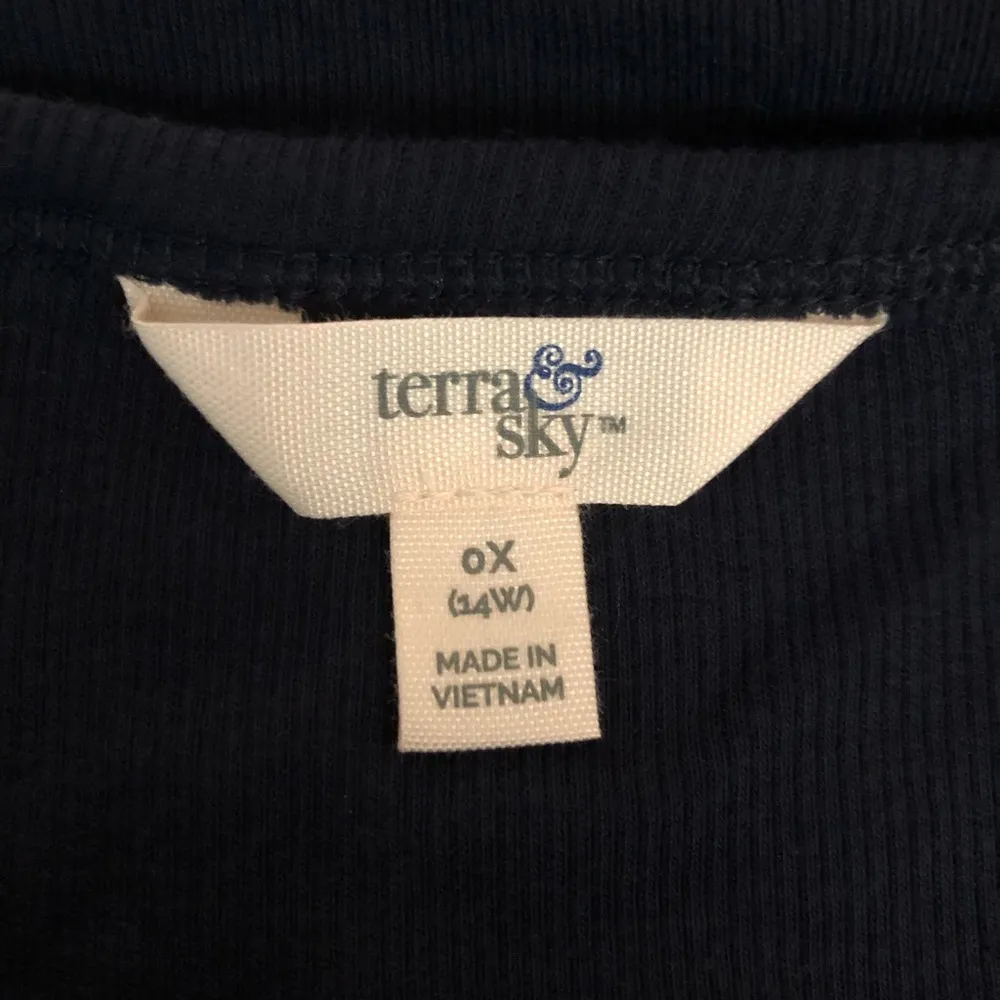 terra &
sky™
0X
(14W)
MADE IN
VIETNAM